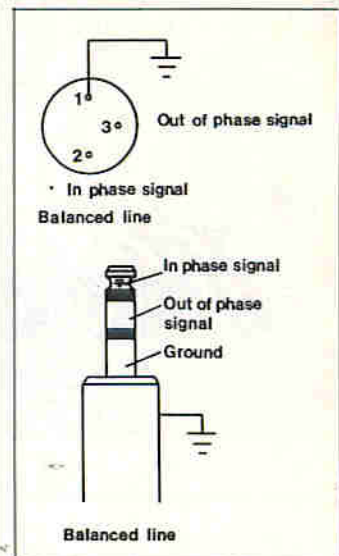 1
3
Out of phase signal
2
In phase signal
Balanced line
In phase signal
Out of phase
signal
Ground
Balanced line